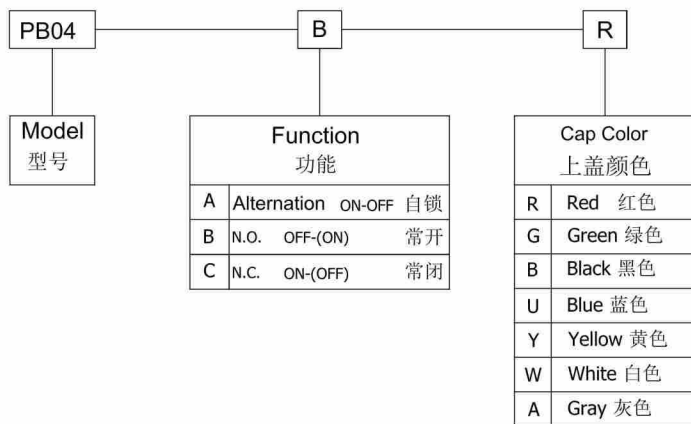 PB04 B R
Model
型号
Function
功能
A Alternation ON-OFF 自锁
B N.O. OFF-(ON) 常开
C N.C. ON-(OFF) 常闭
Cap Color
上盖颜色
R Red 红色
G Green 绿色
B Black 黑色
U Blue 蓝色
Y Yellow 黄色
W White 白色
A Gray 灰色